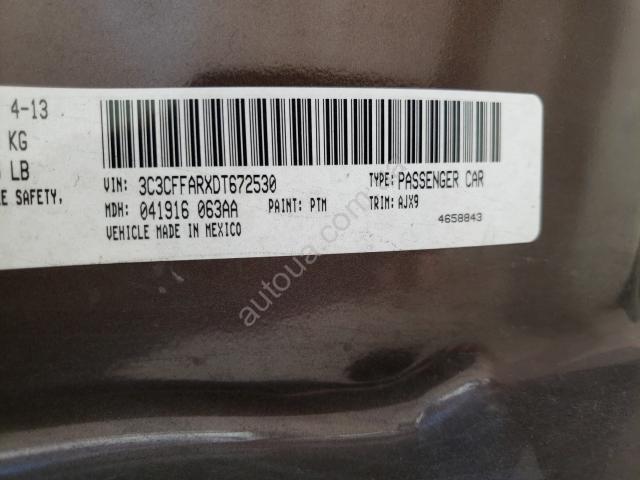 4-13
KG
LB
E SAFETY,
VIN: 3C3CFFARXDT672530 TYPE: PASSENGER CAR
MDH: 041916 063AA PAINT: PTM TRIM: AJX9
VEHICLE MADE IN MEXICO 4658843
autoua.com